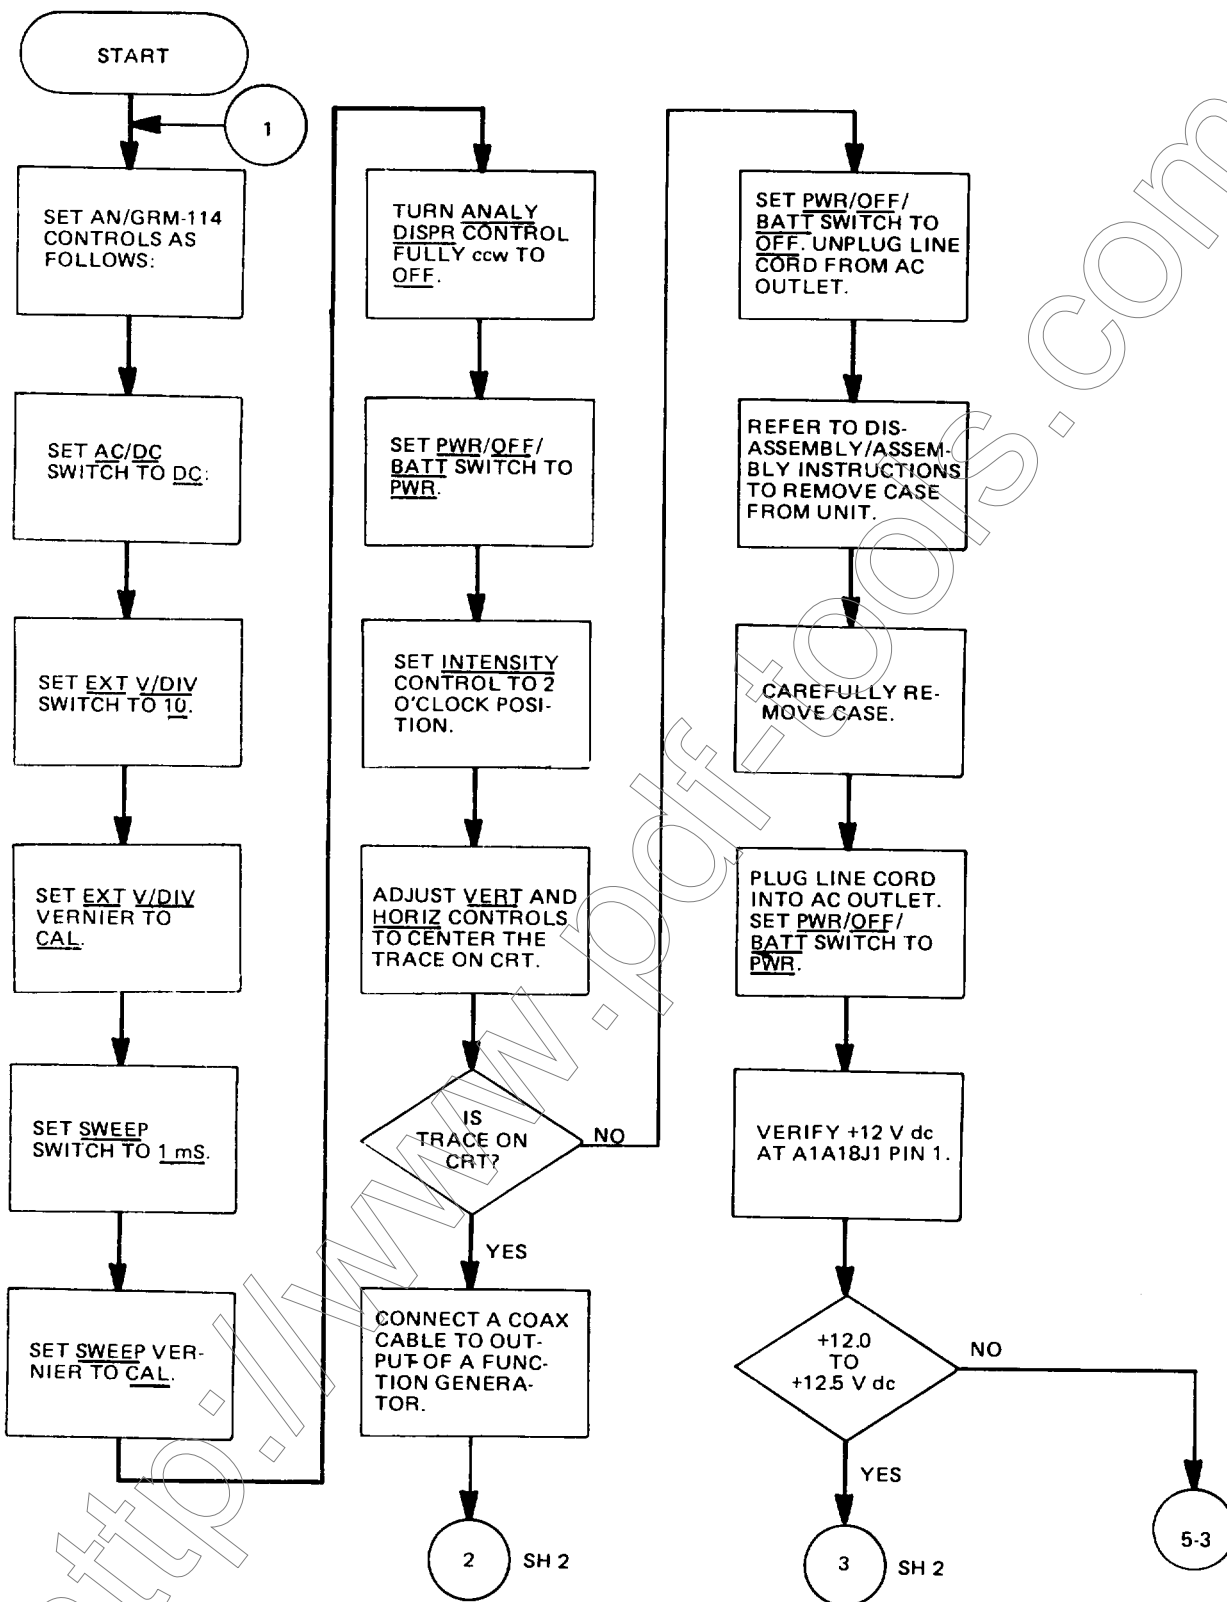 START
1
SET AN/GRM-114
CONTROLS AS
FOLLOWS:
SET AC/DC
SWITCH TO DC:
SET EXT V/DIV
SWITCH TO 10.
SET EXT V/DIV
VERNIER TO
CAL.
SET SWEEP
SWITCH TO 1 mS.
SET SWEEP VER-
NIER TO CAL.
TURN ANALY
DISPR CONTROL
FULLY ccw TO
OFF.
SET PWR/OFF/
BATT SWITCH TO
PWR.
SET INTENSITY
CONTROL TO 2
O'CLOCK POSI-
TION.
ADJUST VERT AND
HORIZ CONTROLS
TO CENTER THE
TRACE ON CRT.
IS
TRACE ON
CRT?
NO
YES
CONNECT A COAX
CABLE TO OUT-
PUT OF A FUNC-
TION GENERA-
TOR.
2
SH 2
SET PWR/OFF/
BATT SWITCH TO
OFF. UNPLUG LINE
CORD FROM AC
OUTLET.
REFER TO DIS-
ASSEMBLY/ASSEM-
BLY INSTRUCTIONS
TO REMOVE CASE
FROM UNIT.
CAREFULLY RE-
MOVE CASE.
PLUG LINE CORD
INTO AC OUTLET.
SET PWR/OFF/
BATT SWITCH TO
PWR.
VERIFY +12 V dc
AT A1A18J1 PIN 1.
+12.0
TO
+12.5 V dc
NO
YES
3
SH 2
5-3
http://www.pdf-tools.com